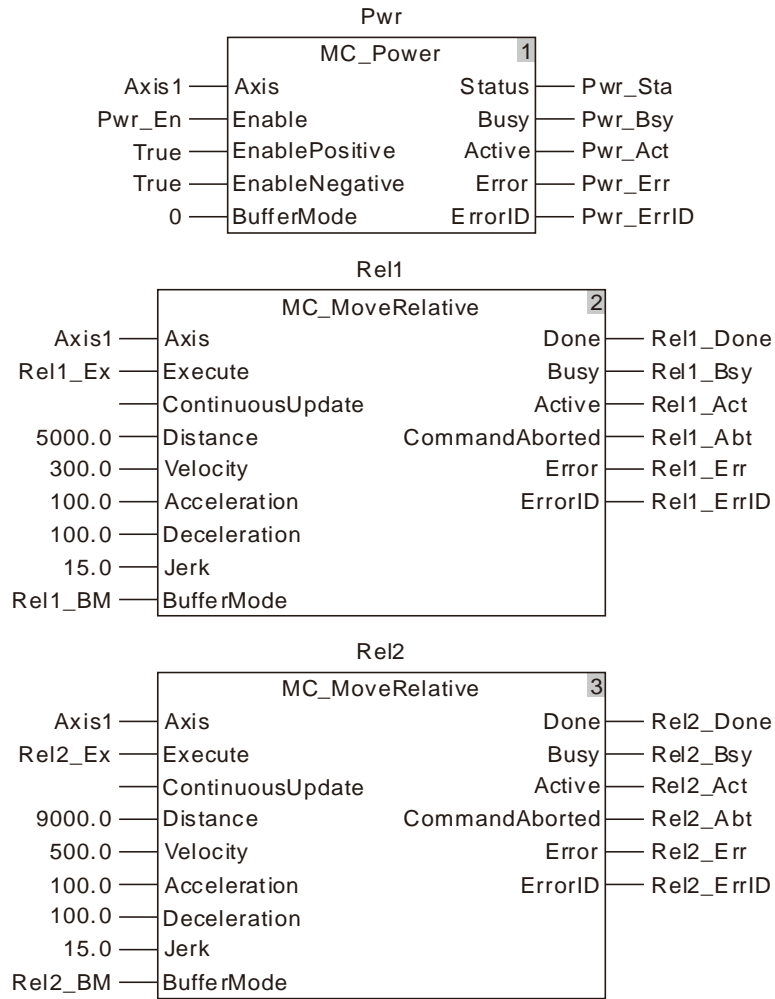 Pwr
MC_Power 1
Axis1 Axis Status Pwr_Sta
Pwr_En Enable Busy Pwr_Bsy
True EnablePositive Active Pwr_Act
True EnableNegative Error Pwr_Err
0 BufferMode ErrorID Pwr_ErrID
Rel1
MC_MoveRelative 2
Axis1 Axis Done Rel1_Done
Rel1_Ex Execute Busy Rel1_Bsy
ContinuousUpdate Active Rel1_Act
5000.0 Distance CommandAborted Rel1_Abt
300.0 Velocity Error Rel1_Err
100.0 Acceleration ErrorID Rel1_ErrID
100.0 Deceleration
15.0 Jerk
Rel1_BM BufferMode
Rel2
MC_MoveRelative 3
Axis1 Axis Done Rel2_Done
Rel2_Ex Execute Busy Rel2_Bsy
ContinuousUpdate Active Rel2_Act
9000.0 Distance CommandAborted Rel2_Abt
500.0 Velocity Error Rel2_Err
100.0 Acceleration ErrorID Rel2_ErrID
100.0 Deceleration
15.0 Jerk
Rel2_BM BufferMode